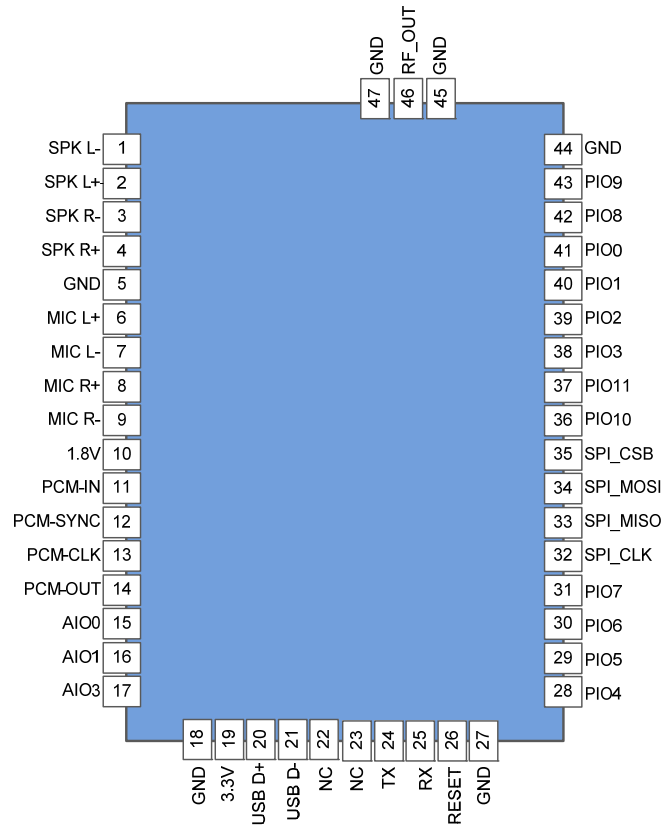 GND RF_OUT GND
47 46 45
SPK L- 1 44 GND
SPK L+ 2 43 PIO9
SPK R- 3 42 PIO8
SPK R+ 4 41 PIO0
GND 5 40 PIO1
MIC L+ 6 39 PIO2
MIC L- 7 38 PIO3
MIC R+ 8 37 PIO11
MIC R- 9 36 PIO10
1.8V 10 35 SPI_CSB
PCM-IN 11 34 SPI_MOSI
PCM-SYNC 12 33 SPI_MISO
PCM-CLK 13 32 SPI_CLK
PCM-OUT 14 31 PIO7
AIO0 15 30 PIO6
AIO1 16 29 PIO5
AIO3 17 28 PIO4
18 19 20 21 22 23 24 25 26 27
GND 3.3V USB D+ USB D- NC NC TX RX RESET GND